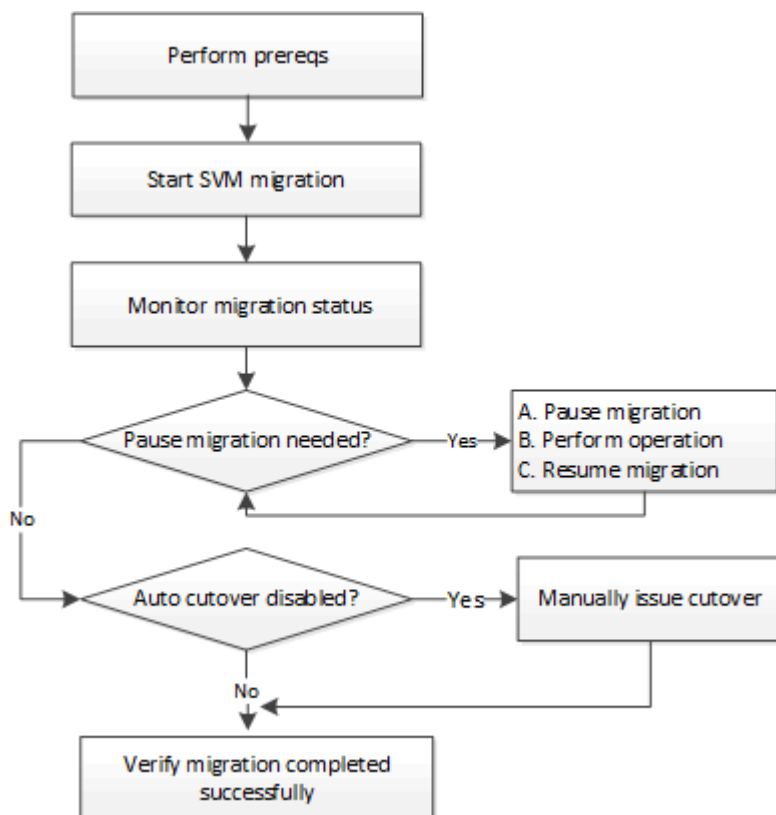 Perform prereqs
Start SVM migration
Monitor migration status
Pause migration needed?
Yes
A. Pause migration
B. Perform operation
C. Resume migration
No
Auto cutover disabled?
Yes
Manually issue cutover
No
Verify migration completed
successfully